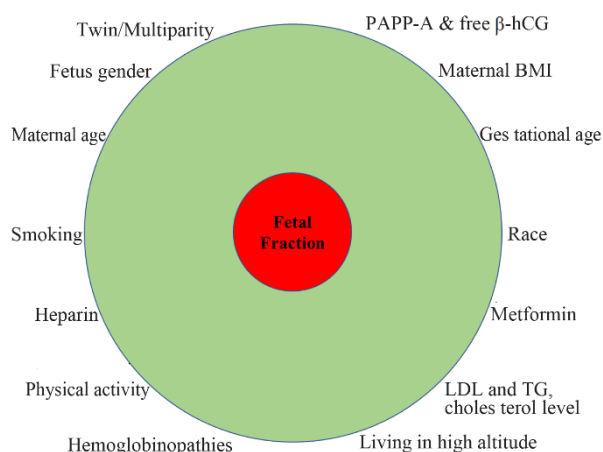 Twin/Multiparity
PAPP-A & free β-hCG
Fetus gender
Maternal BMI
Maternal age
Ges tational age
Fetal
Fraction
Smoking
Race
Heparin
Metformin
Physical activity
LDL and TG,
choles terol level
Hemoglobinopathies
Living in high altitude